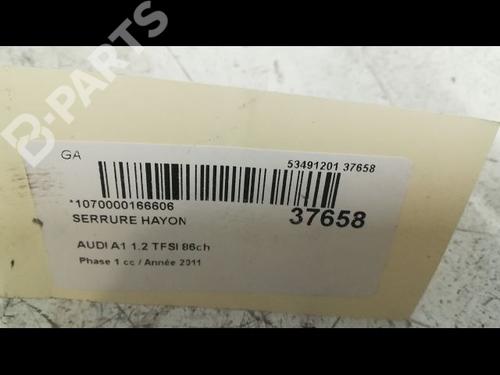 B-PARTS
GA
53491201 37658
*1070000166606
SERRURE HAYON
37658
AUDI A1 1.2 TFSI 86ch
Phase 1 cc / Année 2011